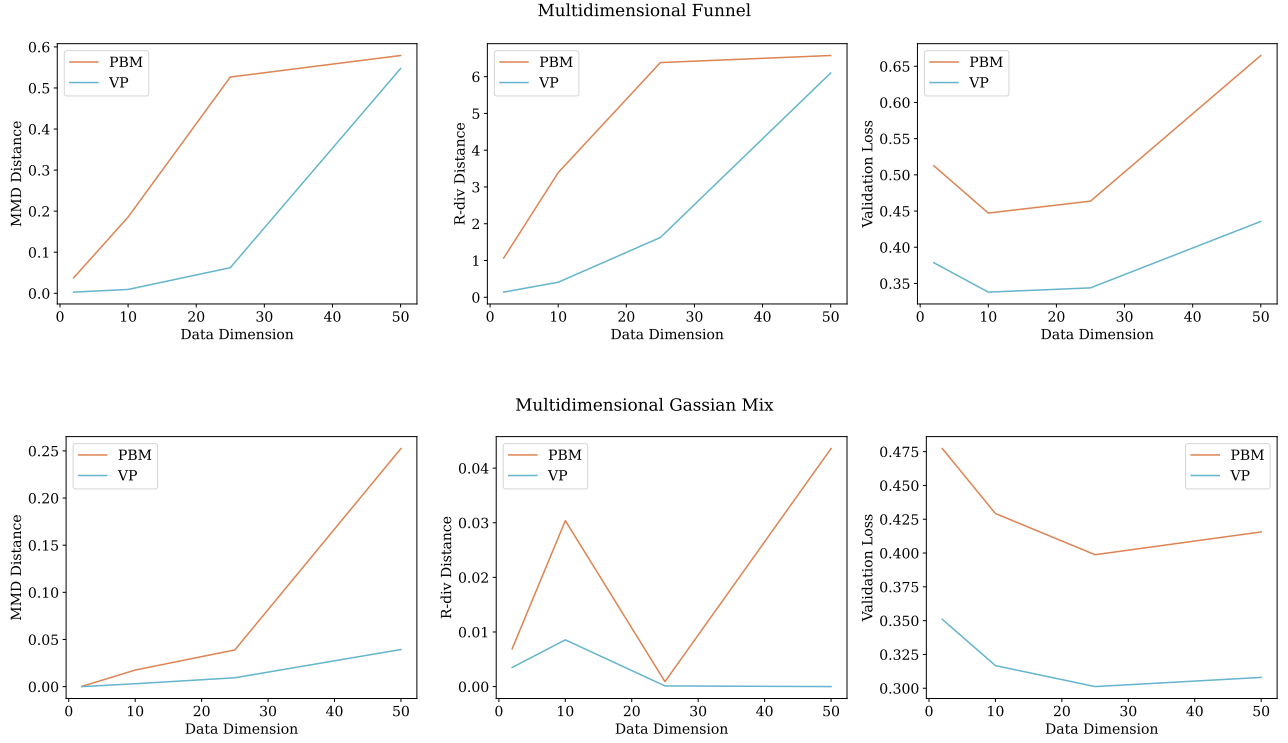 Multidimensional Funnel
MMD Distance
0.6
0.5
0.4
0.3
0.2
0.1
0.0
PBM
VP
0 10 20 30 40 50
Data Dimension
R-div Distance
6
5
4
3
2
1
0
PBM
VP
0 10 20 30 40 50
Data Dimension
Validation Loss
0.65
0.60
0.55
0.50
0.45
0.40
0.35
PBM
VP
0 10 20 30 40 50
Data Dimension
Multidimensional Gassian Mix
MMD Distance
0.25
0.20
0.15
0.10
0.05
0.00
PBM
VP
0 10 20 30 40 50
Data Dimension
R-div Distance
0.04
0.03
0.02
0.01
0.00
PBM
VP
0 10 20 30 40 50
Data Dimension
Validation Loss
0.475
0.450
0.425
0.400
0.375
0.350
0.325
0.300
PBM
VP
0 10 20 30 40 50
Data Dimension